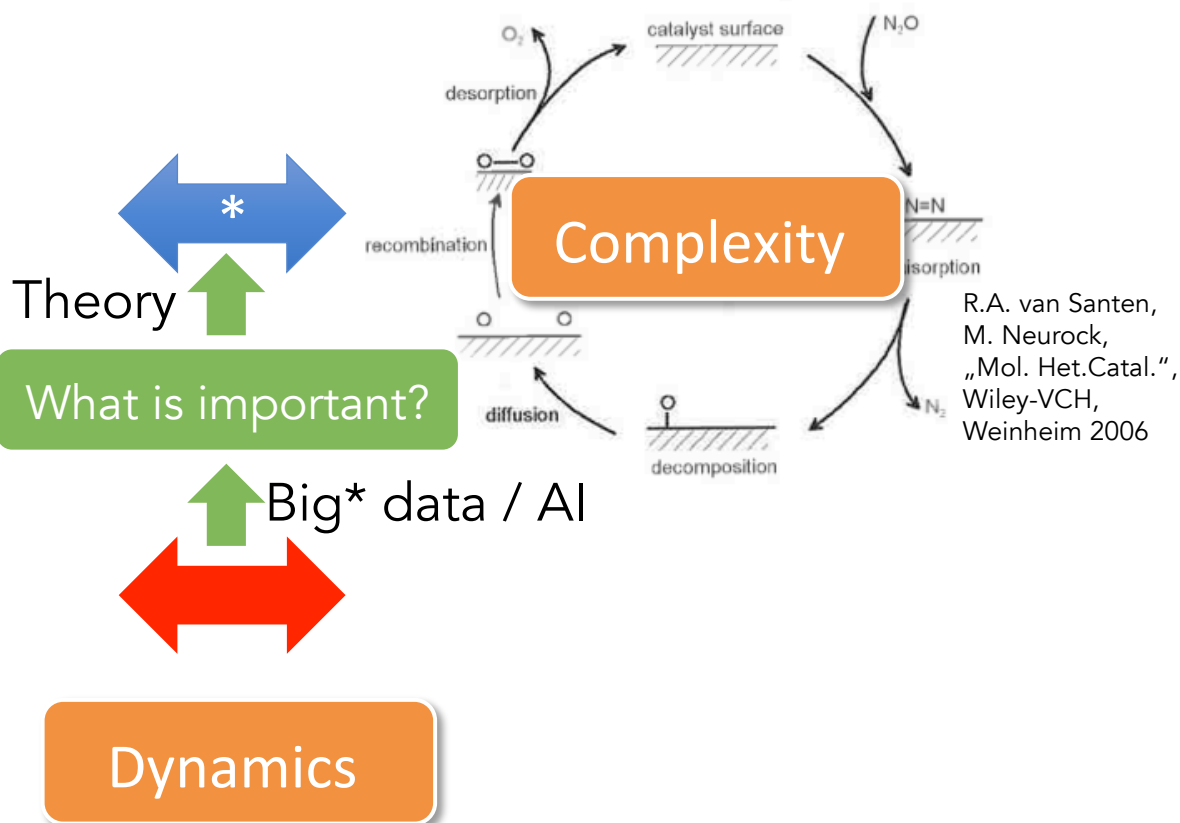 O₂
catalyst surface
N₂O
desorption
O—O
*
Complexity
N=N
recombination
isorption
Theory
O O
R.A. van Santen,
M. Neurock,
„Mol. Het.Catal.“,
Wiley-VCH,
Weinheim 2006
What is important?
diffusion
O
N₂
decomposition
Big* data / AI
Dynamics